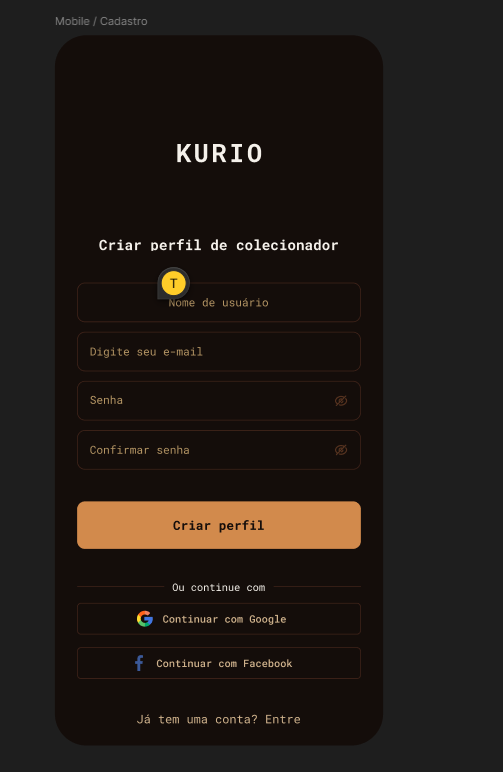 Mobile / Cadastro
KURIO
Criar perfil de colecionador
T
Nome de usuário
Digite seu e-mail
Senha
Confirmar senha
Criar perfil
Ou continue com
Continuar com Google
Continuar com Facebook
Já tem uma conta? Entre